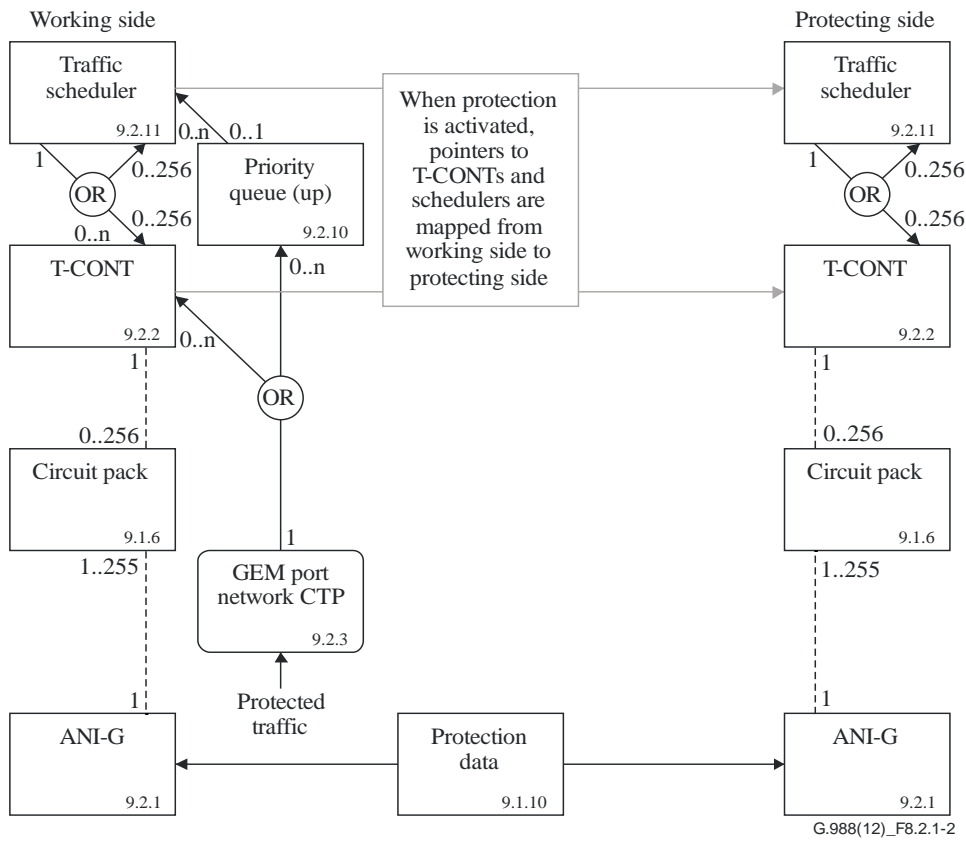 Working side
Protecting side
Traffic
scheduler
9.2.11
Traffic
scheduler
9.2.11
When protection
is activated,
pointers to
T-CONTs and
schedulers are
mapped from
working side to
protecting side
0..n
0..1
1
0..256
OR
0..256
0..n
Priority
queue (up)
9.2.10
1
0..256
OR
0..256
T-CONT
9.2.2
0..n
T-CONT
9.2.2
0..n
1
OR
1
0..256
0..256
Circuit pack
9.1.6
Circuit pack
9.1.6
1..255
1
1..255
GEM port
network CTP
9.2.3
Protected
traffic
1
1
ANI-G
9.2.1
Protection
data
9.1.10
ANI-G
9.2.1
G.988(12)_F8.2.1-2